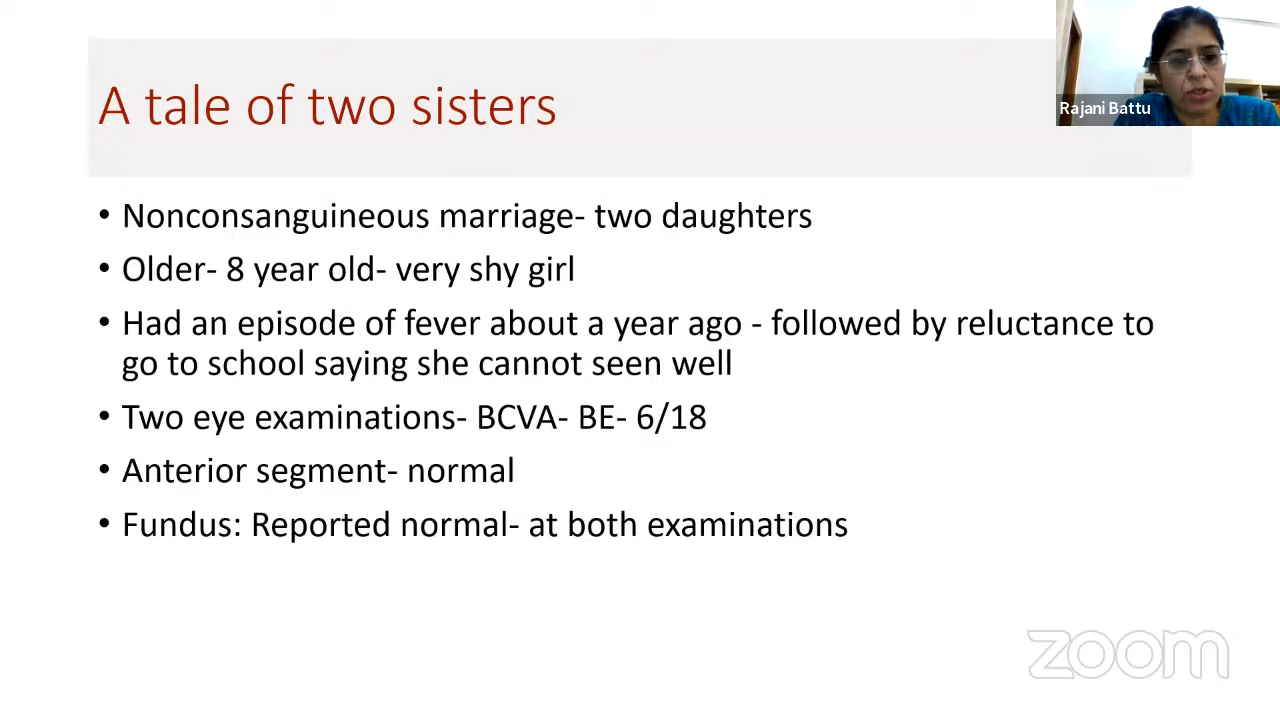 A tale of two sisters
Rajani Battu
• Nonconsanguineous marriage- two daughters
• Older- 8 year old- very shy girl
• Had an episode of fever about a year ago - followed by reluctance to
go to school saying she cannot seen well
• Two eye examinations- BCVA- BE- 6/18
• Anterior segment- normal
• Fundus: Reported normal- at both examinations
zoom